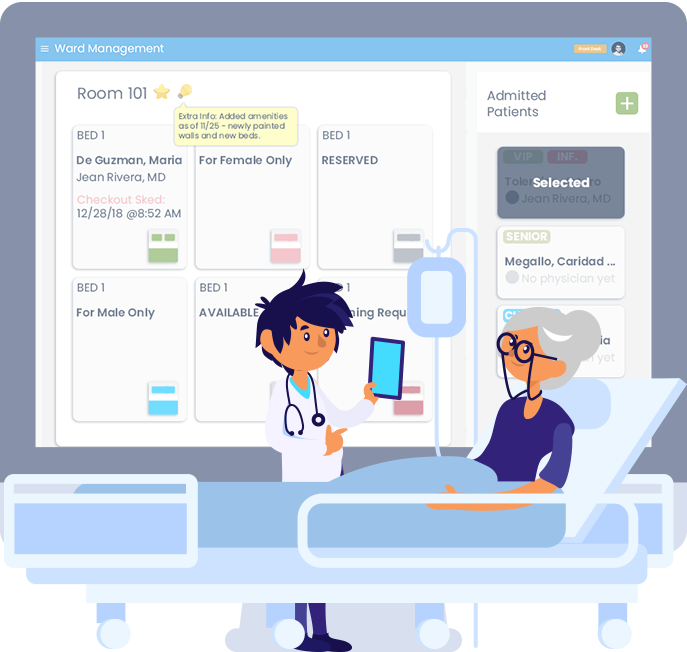 Ward Management
Front Desk
Room 101
Extra Info: Added amenities
as of 11/25 - newly painted
walls and new beds.
BED 1
De Guzman, Maria
Jean Rivera, MD
Checkout Sked:
12/28/18 @8:52 AM
BED 1
For Female Only
BED 1
RESERVED
BED 1
For Male Only
BED 1
AVAILABLE
Admitted
Patients
VIP
INF.
Selected
Jean Rivera, MD
SENIOR
Megallo, Caridad ...
No physician yet
yet